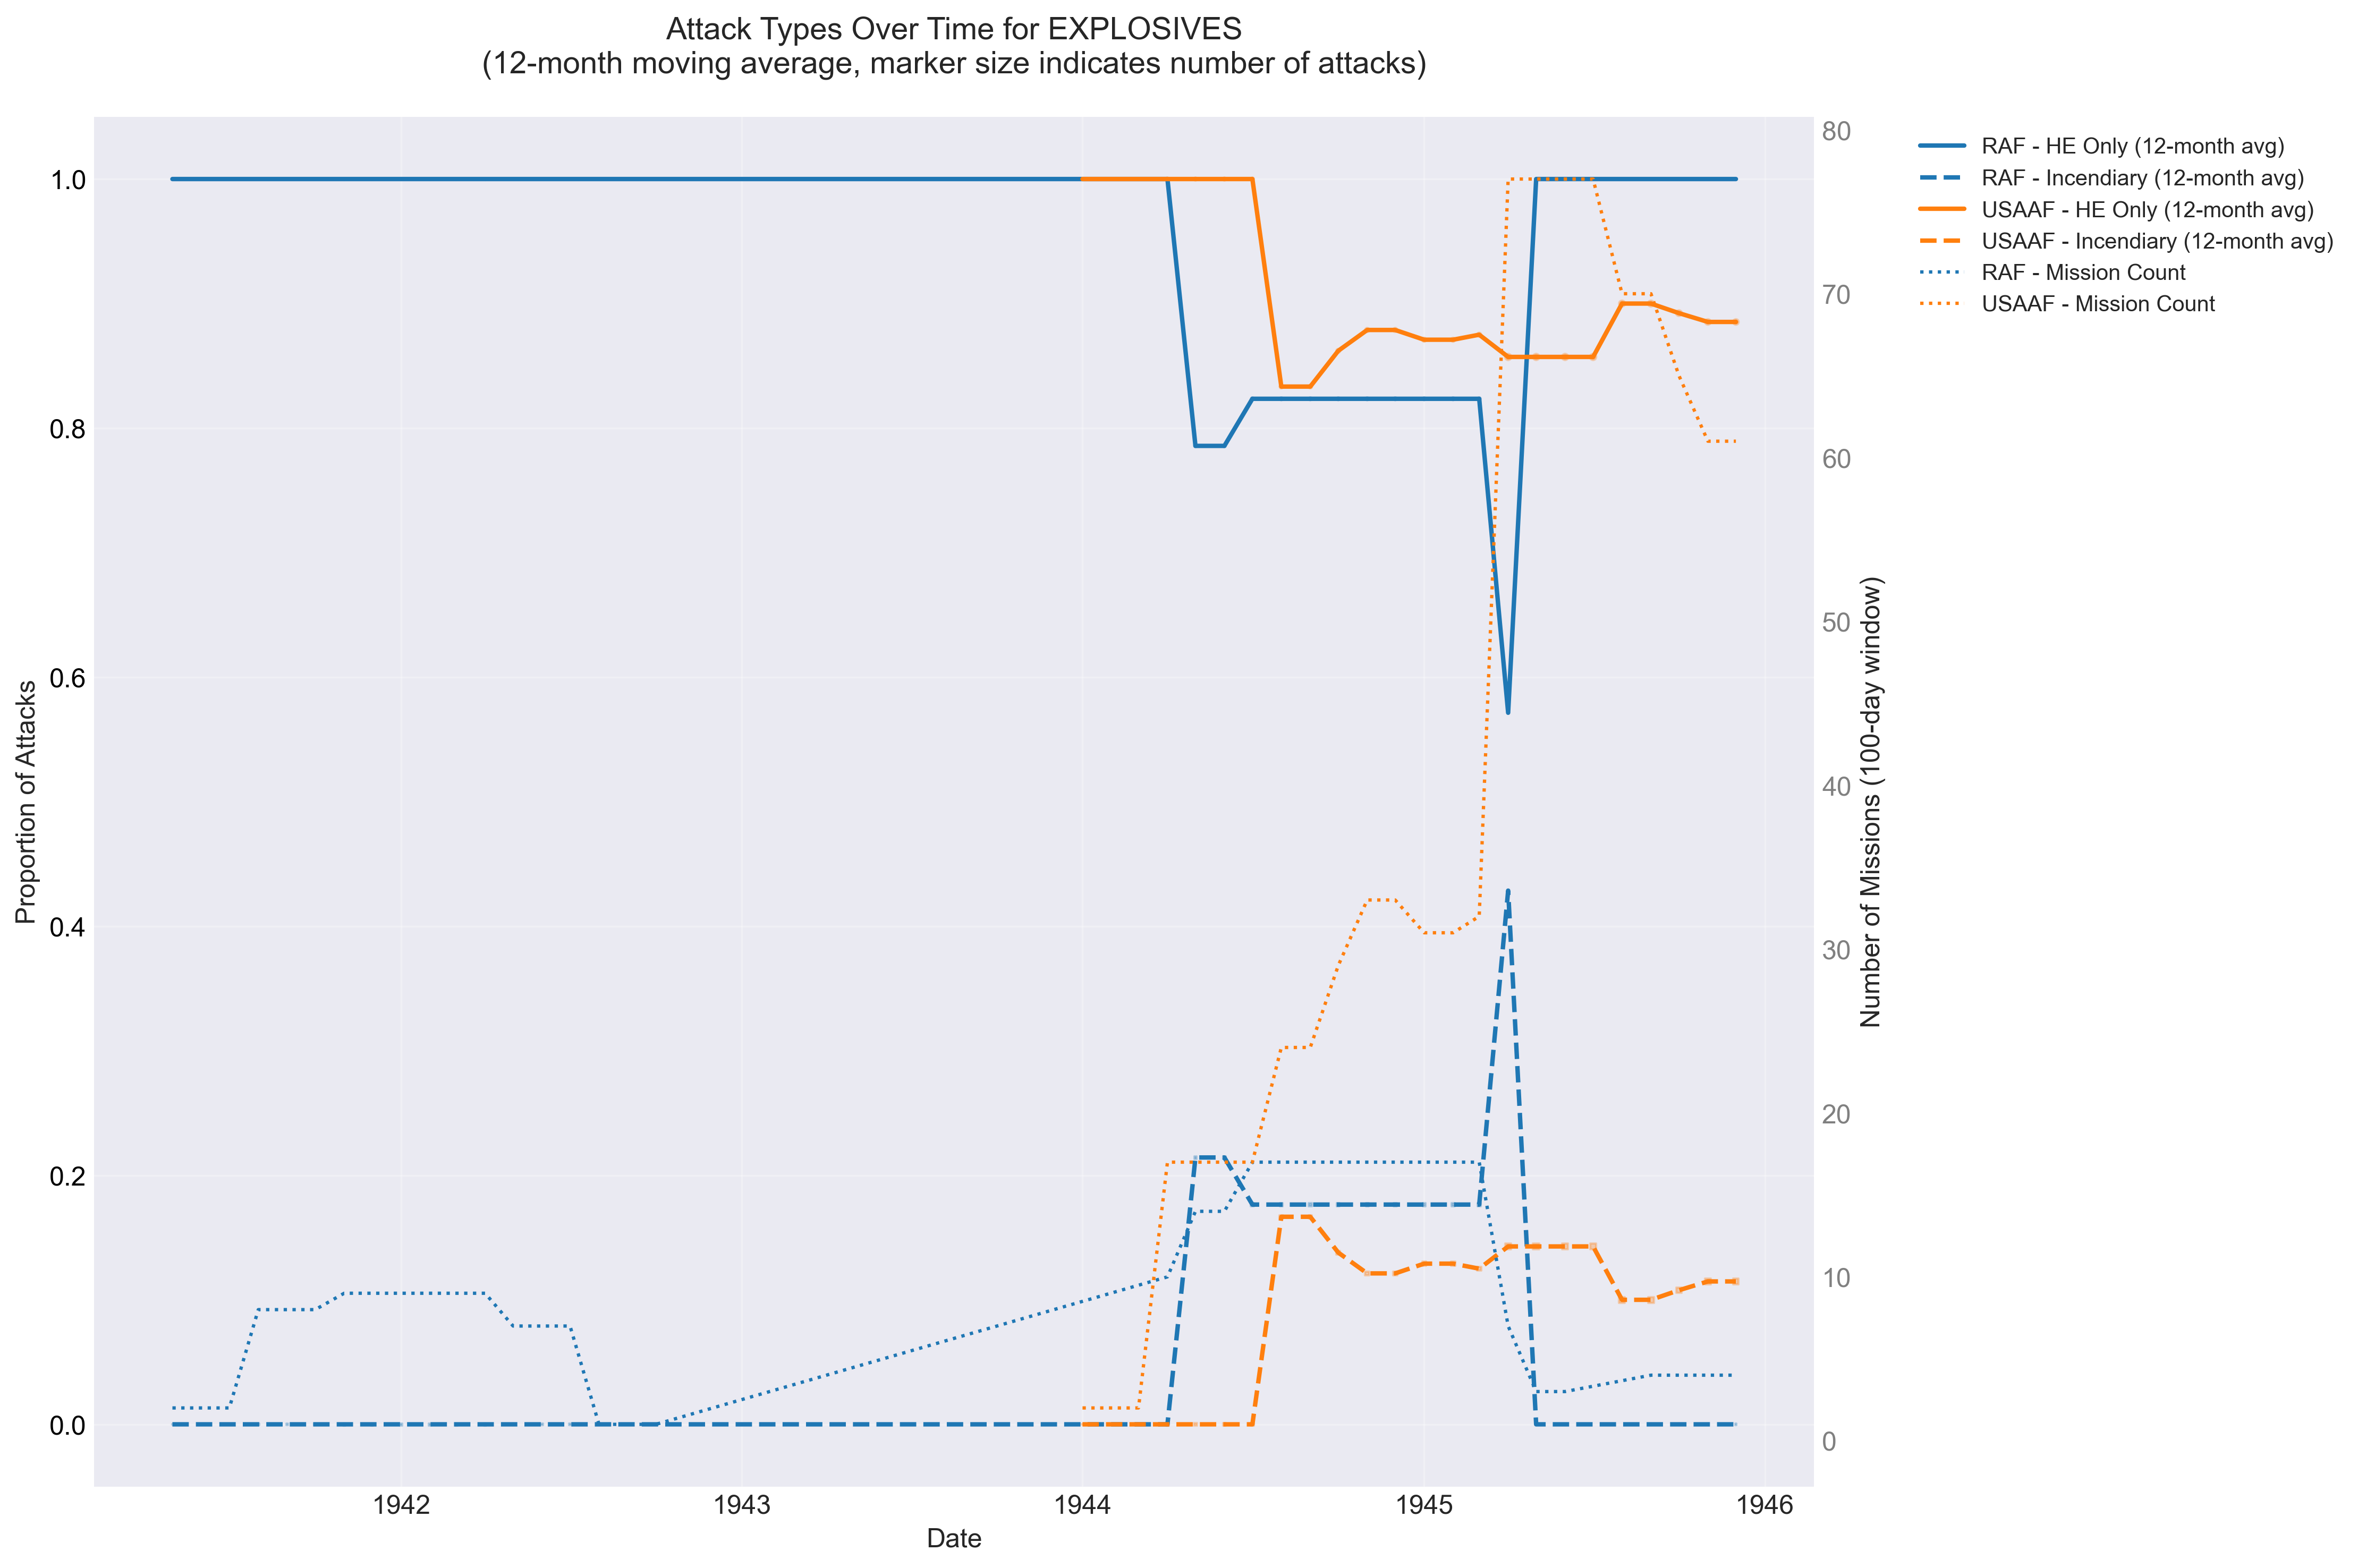 Attack Types Over Time for EXPLOSIVES
(12-month moving average, marker size indicates number of attacks)
Proportion of Attacks
1.0
0.8
0.6
0.4
0.2
0.0
1942
1943
1944
1945
1946
Date
80
70
60
50
40
30
20
10
0
Number of Missions (100-day window)
RAF - HE Only (12-month avg)
RAF - Incendiary (12-month avg)
USAAF - HE Only (12-month avg)
USAAF - Incendiary (12-month avg)
RAF - Mission Count
USAAF - Mission Count